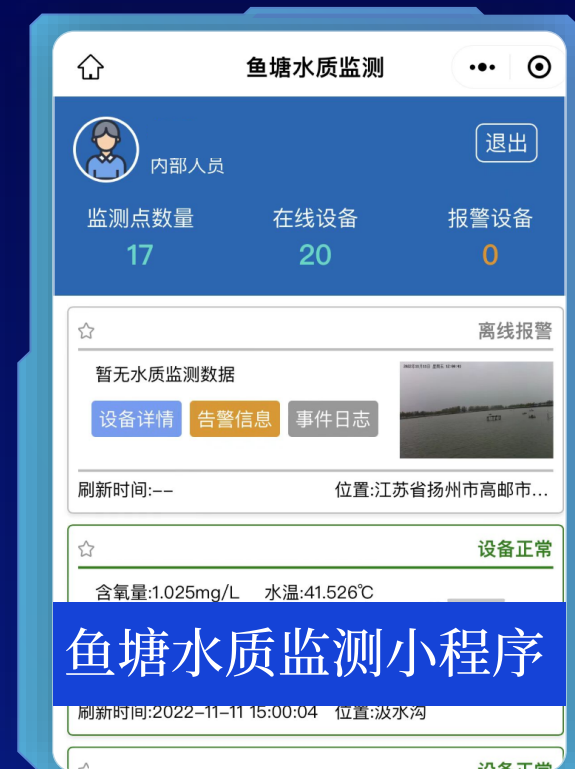 鱼塘水质监测
内部人员
退出
监测点数量 在线设备 报警设备
17 20 0
离线报警
暂无水质监测数据
设备详情 告警信息 事件日志
刷新时间:-- 位置:江苏省扬州市高邮市...
设备正常
含氧量:1.025mg/L 水温:41.526℃
鱼塘水质监测小程序
刷新时间:2022-11-11 15:00:04 位置:汲水沟
设备正常